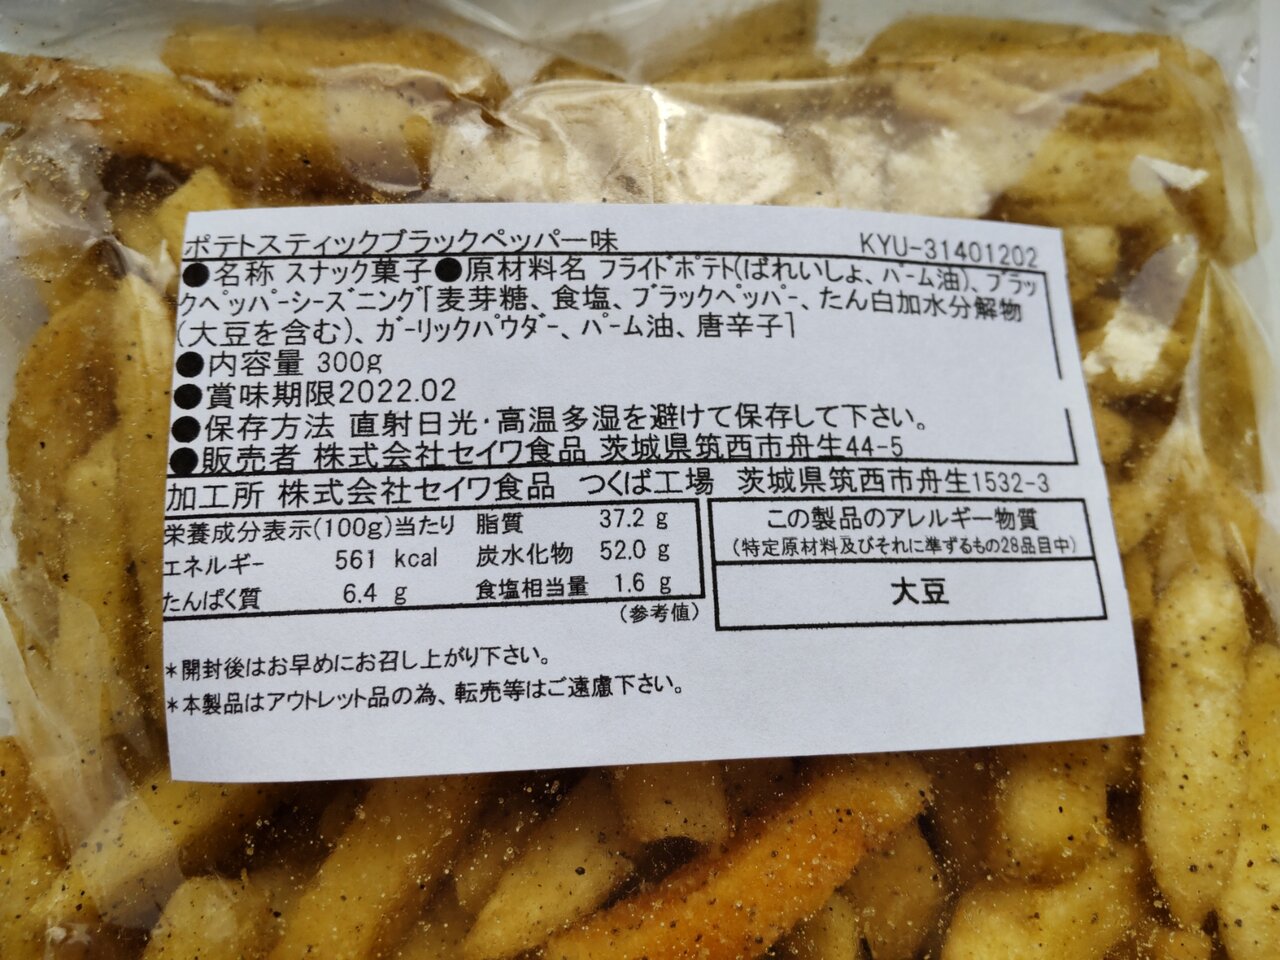 ポテトスティックブラックペッパー味 KYU-31401202
●名称 スナック菓子●原材料名 フライドポテト(ばれいしょ、パーム油)、ブラッ
クペッパーシーズニング[麦芽糖、食塩、ブラックペッパー、たん白加水分解物
(大豆を含む)、ガーリックパウダー、パーム油、唐辛子]
●内容量 300g
●賞味期限2022.02
●保存方法 直射日光・高温多湿を避けて保存して下さい。
●販売者 株式会社セイワ食品 茨城県筑西市舟生44-5
加工所 株式会社セイワ食品 つくば工場 茨城県筑西市舟生1532-3
栄養成分表示(100g)当たり 脂質 37.2 g
エネルギー 561 kcal 炭水化物 52.0 g
たんぱく質 6.4 g 食塩相当量 1.6 g
(参考値)
この製品のアレルギー物質
(特定原材料及びそれに準ずるもの28品目中)
大豆
*開封後はお早めにお召し上がり下さい。
*本製品はアウトレット品の為、転売等はご遠慮下さい。